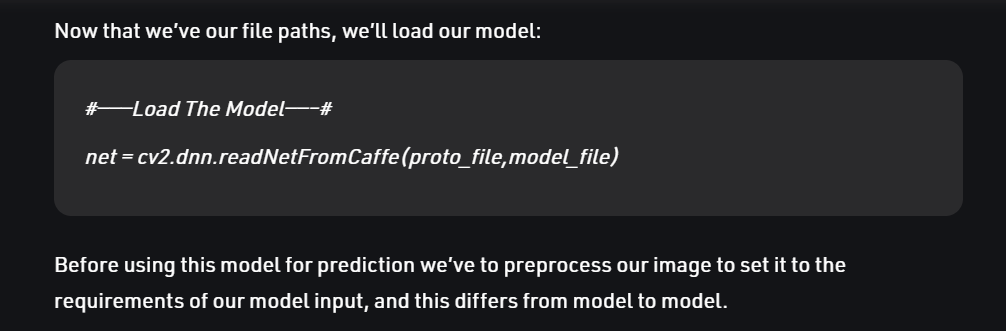 Now that we've our file paths, we'll load our model:
#——Load The Model—–#
net = cv2.dnn.readNetFromCaffe(proto_file,model_file)
Before using this model for prediction we've to preprocess our image to set it to the
requirements of our model input, and this differs from model to model.